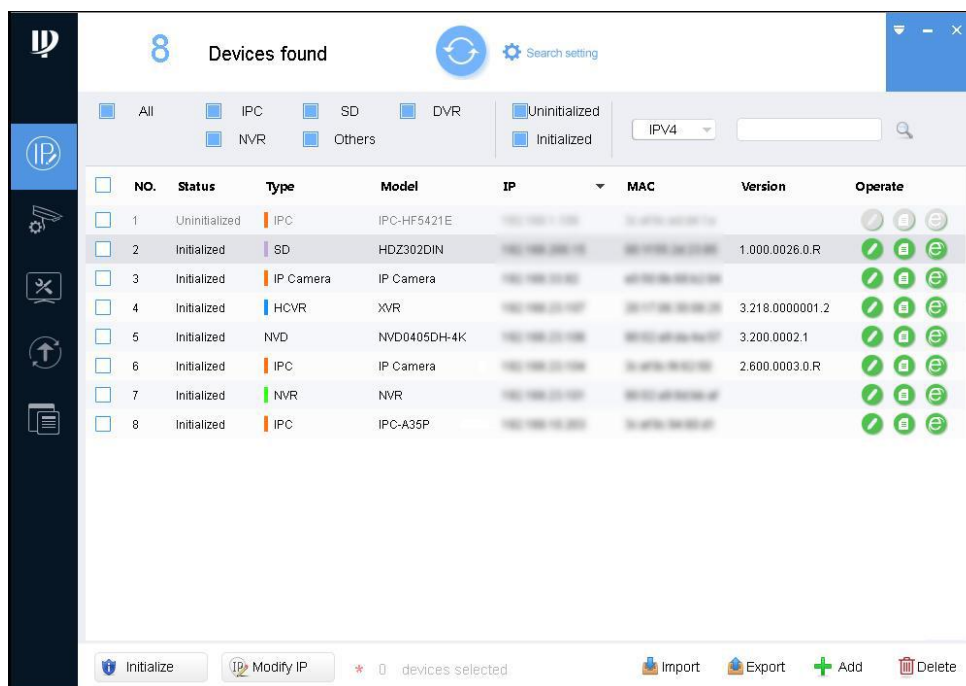 8 Devices found Search setting
All IPC SD DVR Uninitialized
NVR Others Initialized IPV4
NO. Status Type Model IP MAC Version Operate
1 Uninitialized IPC IPC-HF5421E
2 Initialized SD HDZ302DIN 1.000.0026.0.R
3 Initialized IP Camera IP Camera
4 Initialized HCVR XVR 3.218.0000001.2
5 Initialized NVD NVD0405DH-4K 3.200.0002.1
6 Initialized IPC IP Camera 2.600.0003.0.R
7 Initialized NVR NVR
8 Initialized IPC IPC-A35P
Initialize Modify IP * 0 devices selected Import Export Add Delete